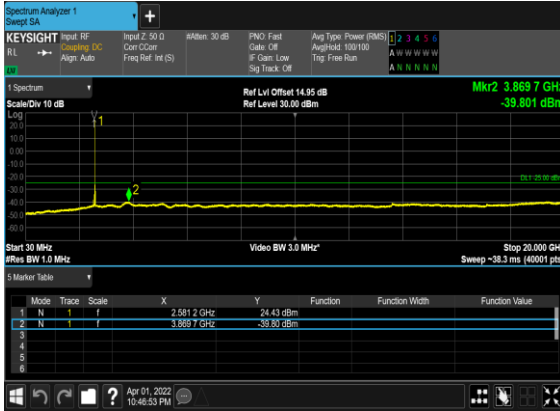 Spectrum Analyzer 1
Swept SA
+
KEYSIGHT Input: RF Input Z: 50 Ω #Atten: 30 dB PNO: Fast Avg Type: Power (RMS) 1 2 3 4 5 6
RL Coupling: DC Corr CCorr Gate: Off Avg|Hold: 100/100 A W W W W W
Align: Auto Freq Ref: Int (S) IF Gain: Low Trig: Free Run
Sig Track: Off A N N N N N
1 Spectrum Ref Lvl Offset 14.95 dB Mkr2 3.869 7 GHz
Scale/Div 10 dB Ref Level 30.00 dBm -39.801 dBm
Log
20.0
10.0
0.00
-10.0
-20.0
-30.0
-40.0
-50.0
-60.0
1
2
DL1 -25.00 dBm
Start 30 MHz Video BW 3.0 MHz* Stop 20.000 GH
#Res BW 1.0 MHz Sweep ~38.3 ms (40001 pts
5 Marker Table
Mode Trace Scale X Y Function Function Width Function Value
1 N 1 f 2.581 2 GHz 24.43 dBm
2 N 1 f 3.869 7 GHz -39.80 dBm
3
4
5
6
? Apr 01, 2022
10:46:53 PM